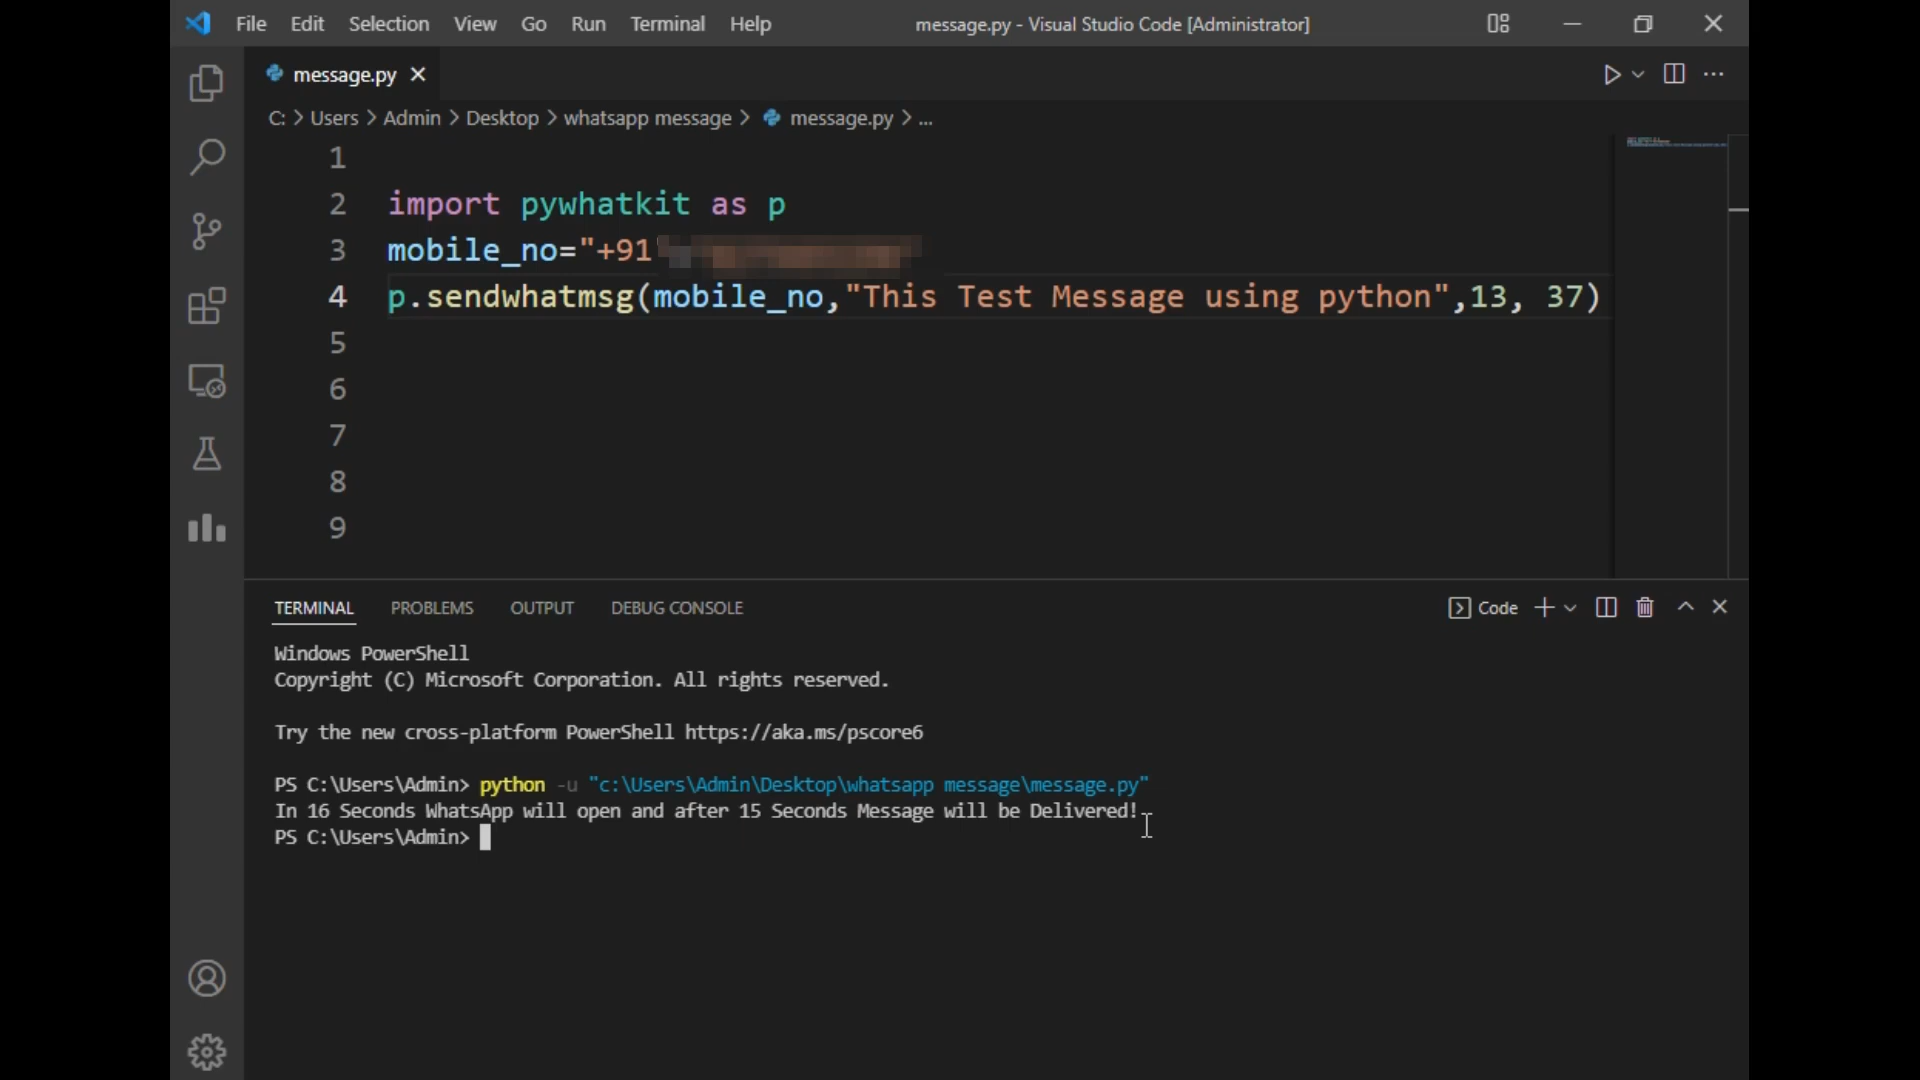 File Edit Selection View Go Run Terminal Help message.py - Visual Studio Code [Administrator]
message.py
C: > Users > Admin > Desktop > whatsapp message > message.py > ...
1
2 import pywhatkit as p
3 mobile_no="+91
4 p.sendwhatmsg(mobile_no,"This Test Message using python",13, 37)
5
6
7
8
9
TERMINAL PROBLEMS OUTPUT DEBUG CONSOLE Code
Windows PowerShell
Copyright (C) Microsoft Corporation. All rights reserved.
Try the new cross-platform PowerShell https://aka.ms/pscore6
PS C:\Users\Admin> python -u "c:\Users\Admin\Desktop\whatsapp message\message.py"
In 16 Seconds WhatsApp will open and after 15 Seconds Message will be Delivered!
PS C:\Users\Admin>